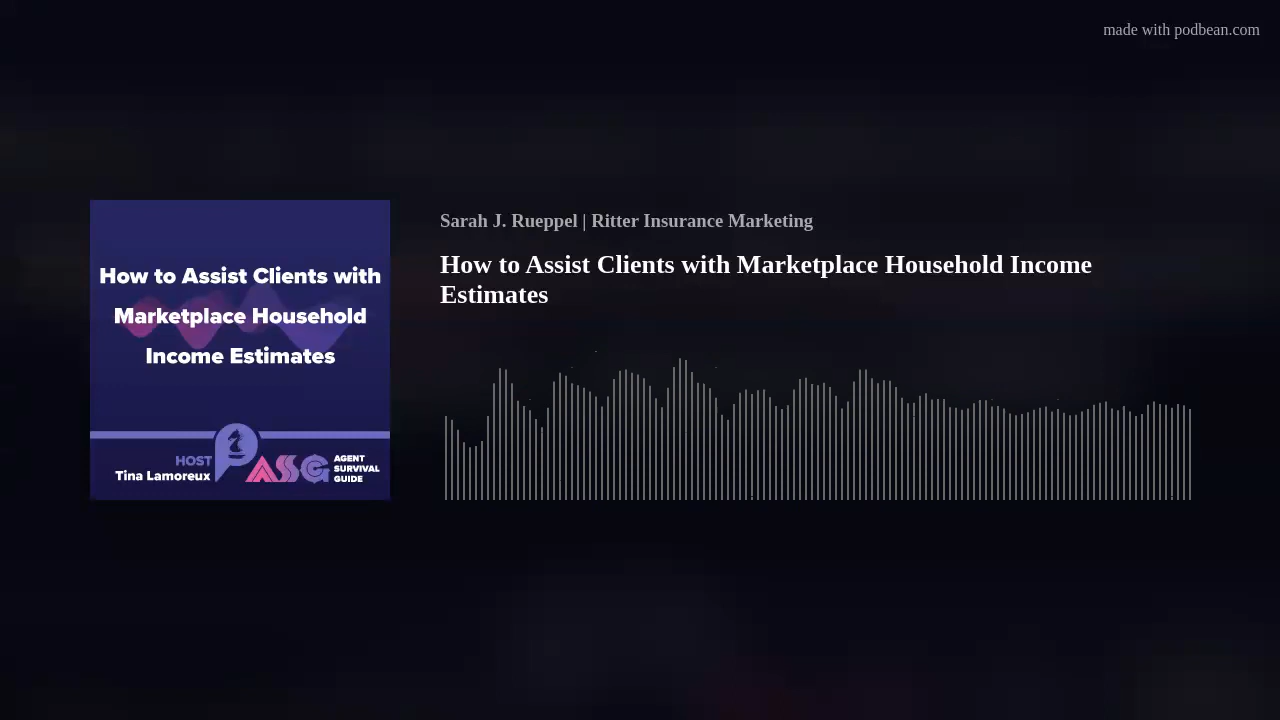 made with podbean.com
How to Assist Clients with
Marketplace Household
Income Estimates
HOST
Tina Lamoreux
ASG
AGENT
SURVIVAL
GUIDE
Sarah J. Rueppel | Ritter Insurance Marketing
How to Assist Clients with Marketplace Household Income
Estimates